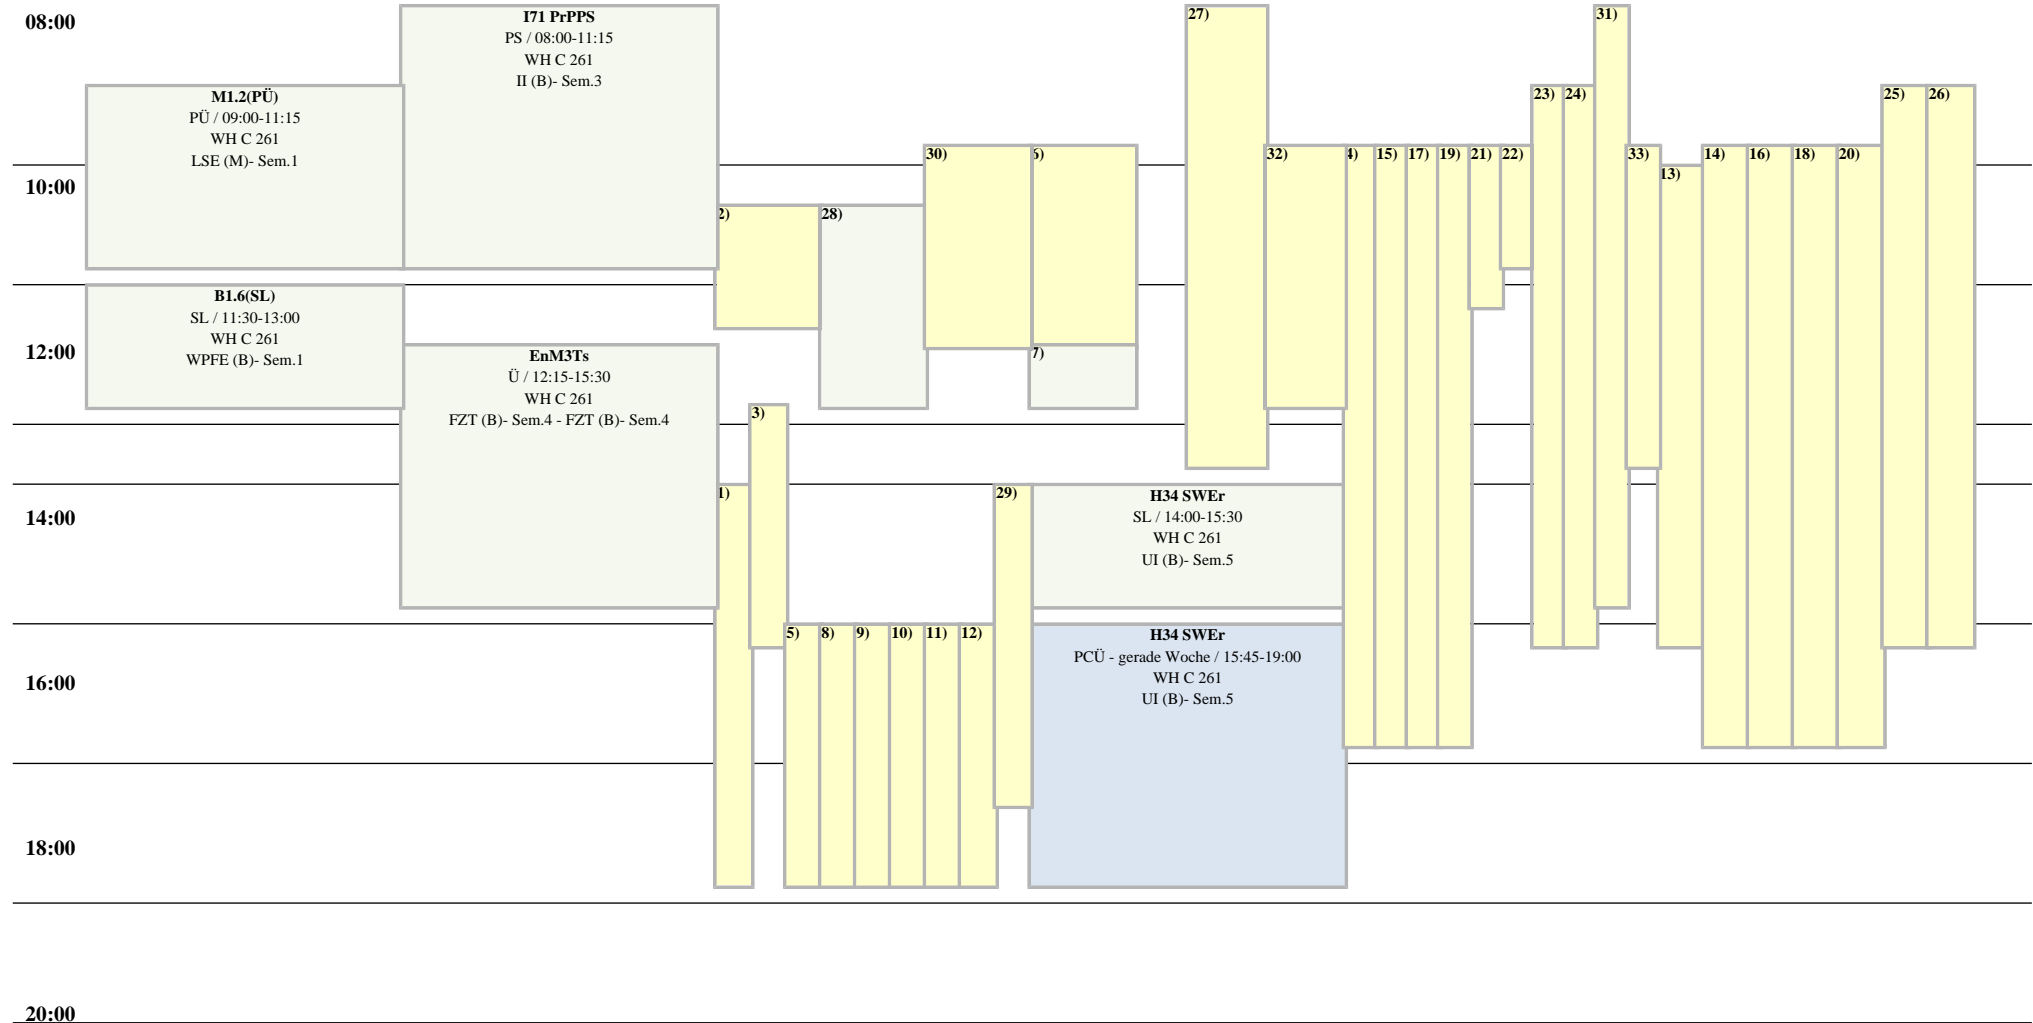 08:00
10:00
12:00
14:00
16:00
18:00
20:00
M1.2(PÜ)
PÜ / 09:00-11:15
WH C 261
LSE (M)- Sem.1
B1.6(SL)
SL / 11:30-13:00
WH C 261
WPFE (B)- Sem.1
I71 PrPPS
PS / 08:00-11:15
WH C 261
II (B)- Sem.3
EnM3Ts
Ü / 12:15-15:30
WH C 261
FZT (B)- Sem.4 - FZT (B)- Sem.4
2)
28)
30)
6)
7)
3)
1)
5)
8)
9)
10)
11)
12)
29)
H34 SWEr
SL / 14:00-15:30
WH C 261
UI (B)- Sem.5
H34 SWEr
PCÜ - gerade Woche / 15:45-19:00
WH C 261
UI (B)- Sem.5
27)
32)
4)
15)
17)
19)
21)
22)
23)
24)
31)
33)
13)
14)
16)
18)
20)
25)
26)